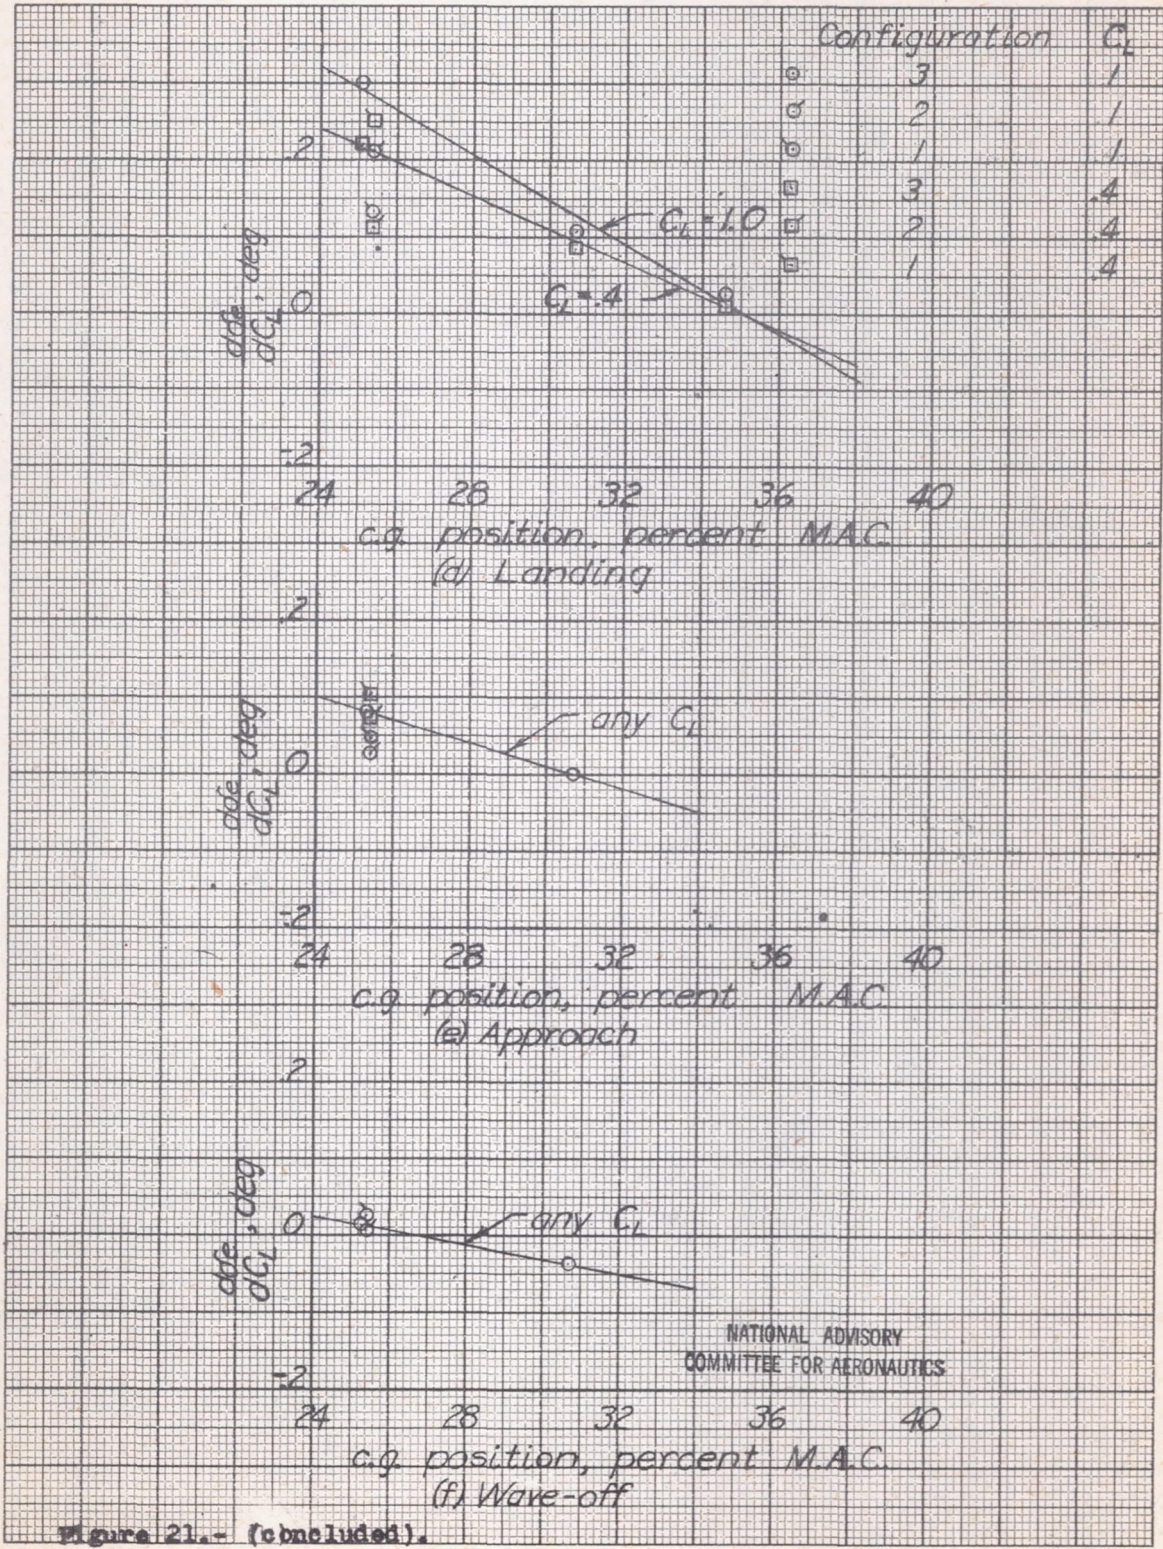 Configuration C_L
3 1
2 1
1 1
3 .4
2 .4
1 .4
.2
0
-.2
dδe/dC_L, deg
C_L = 1.0
C_L = .4
24 28 32 36 40
c.g. position, percent M.A.C.
(d) Landing
.2
0
-.2
dδe/dC_L, deg
any C_L
24 28 32 36 40
c.g. position, percent M.A.C.
(e) Approach
.2
0
-.2
dδe/dC_L, deg
any C_L
NATIONAL ADVISORY
COMMITTEE FOR AERONAUTICS
24 28 32 36 40
c.g. position, percent M.A.C.
(f) Wave-off
Figure 21.- (concluded).